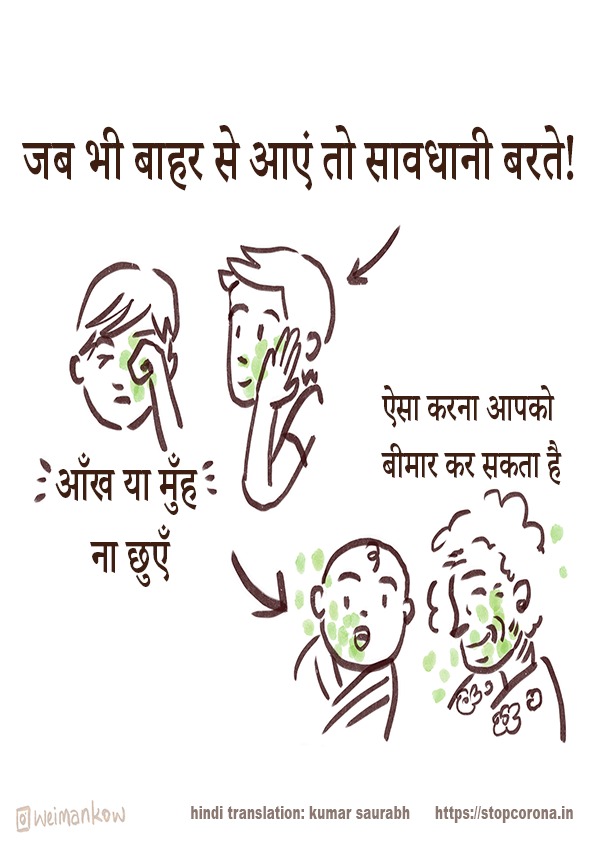 जब भी बाहर से आएं तो सावधानी बरते!
ऐसा करना आपको
बीमार कर सकता है
आँख या मुँह
ना छुएँ
@weimankow
hindi translation: kumar saurabh https://stopcorona.in